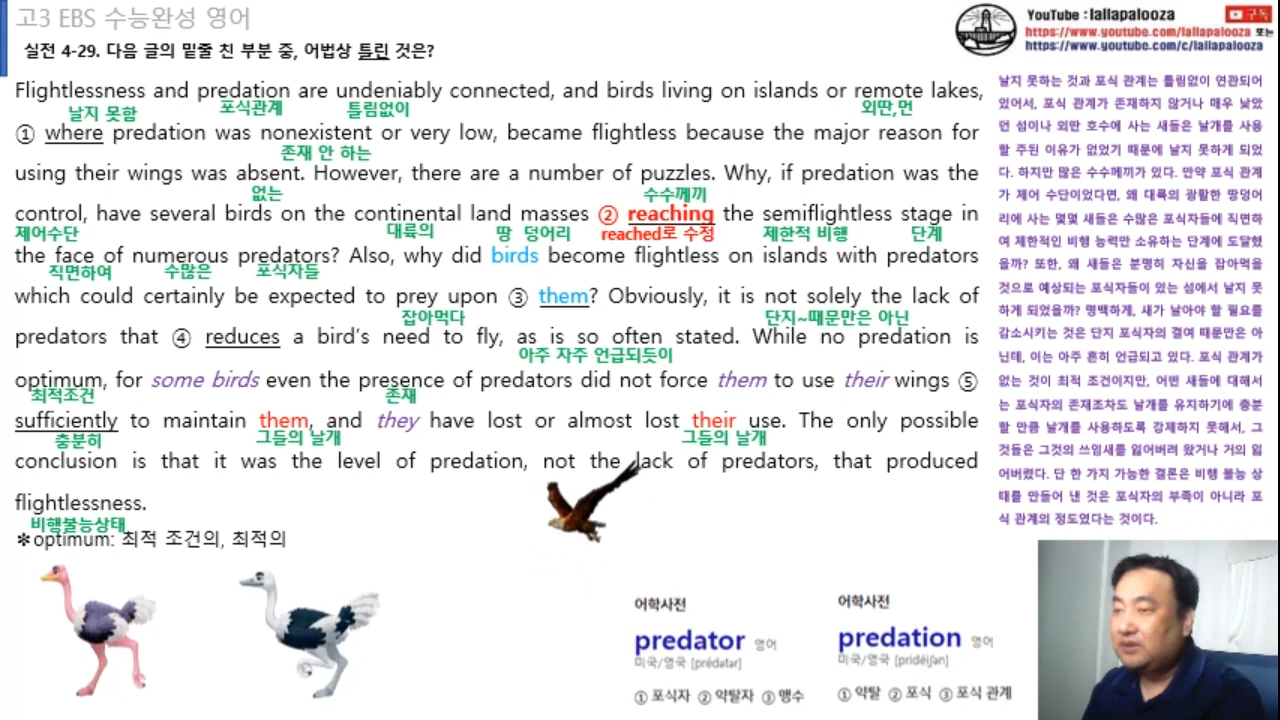 고3 EBS 수능완성 영어
실전 4-29. 다음 글의 밑줄 친 부분 중, 어법상 틀린 것은?
YouTube : lallapalooza
구독
https://www.youtube.com/lallapalooza 또는
https://www.youtube.com/c/lallapalooza
Flightlessness and predation are undeniably connected, and birds living on islands or remote lakes,
날지 못함 포식관계 틀림없이 외딴,먼
① where predation was nonexistent or very low, became flightless because the major reason for
존재 안 하는
using their wings was absent. However, there are a number of puzzles. Why, if predation was the
없는 수수께끼
control, have several birds on the continental land masses ② reaching the semiflightless stage in
제어수단 대륙의 땅 덩어리 reached로 수정 제한적 비행 단계
the face of numerous predators? Also, why did birds become flightless on islands with predators
직면하여 수많은 포식자들
which could certainly be expected to prey upon ③ them? Obviously, it is not solely the lack of
잡아먹다 단지~때문만은 아닌
predators that ④ reduces a bird's need to fly, as is so often stated. While no predation is
아주 자주 언급되듯이
optimum, for some birds even the presence of predators did not force them to use their wings ⑤
최적조건 존재
sufficiently to maintain them, and they have lost or almost lost their use. The only possible
충분히 그들의 날개 그들의 날개
conclusion is that it was the level of predation, not the lack of predators, that produced
flightlessness.
비행불능상태
＊optimum: 최적 조건의, 최적의
날지 못하는 것과 포식 관계는 틀림없이 연관되어
있어서, 포식 관계가 존재하지 않거나 매우 낮았
던 섬이나 외딴 호수에 사는 새들은 날개를 사용
할 주된 이유가 없었기 때문에 날지 못하게 되었
다. 하지만 많은 수수께끼가 있다. 만약 포식 관계
가 제어 수단이었다면, 왜 대륙의 광활한 땅덩어
리에 사는 몇몇 새들은 수많은 포식자들에 직면하
여 제한적인 비행 능력만 소유하는 단계에 도달했
을까? 또한, 왜 새들은 분명히 자신을 잡아먹을
것으로 예상되는 포식자들이 있는 섬에서 날지 못
하게 되었을까? 명백하게, 새가 날아야 할 필요를
감소시키는 것은 단지 포식자의 결여 때문만은 아
닌데, 이는 아주 흔히 언급되고 있다. 포식 관계가
없는 것이 최적 조건이지만, 어떤 새들에 대해서
는 포식자의 존재조차도 날개를 유지하기에 충분
할 만큼 날개를 사용하도록 강제하지 못해서, 그
것들은 그것의 쓰임새를 잃어버려 왔거나 거의 잃
어버렸다. 단 한 가지 가능한 결론은 비행 불능 상
태를 만들어 낸 것은 포식자의 부족이 아니라 포
식 관계의 정도였다는 것이다.
어학사전
predator 영어
미국/영국 [prédətər]
① 포식자 ② 약탈자 ③ 맹수
어학사전
predation 영어
미국/영국 [pridéiʃən]
① 약탈 ② 포식 ③ 포식 관계